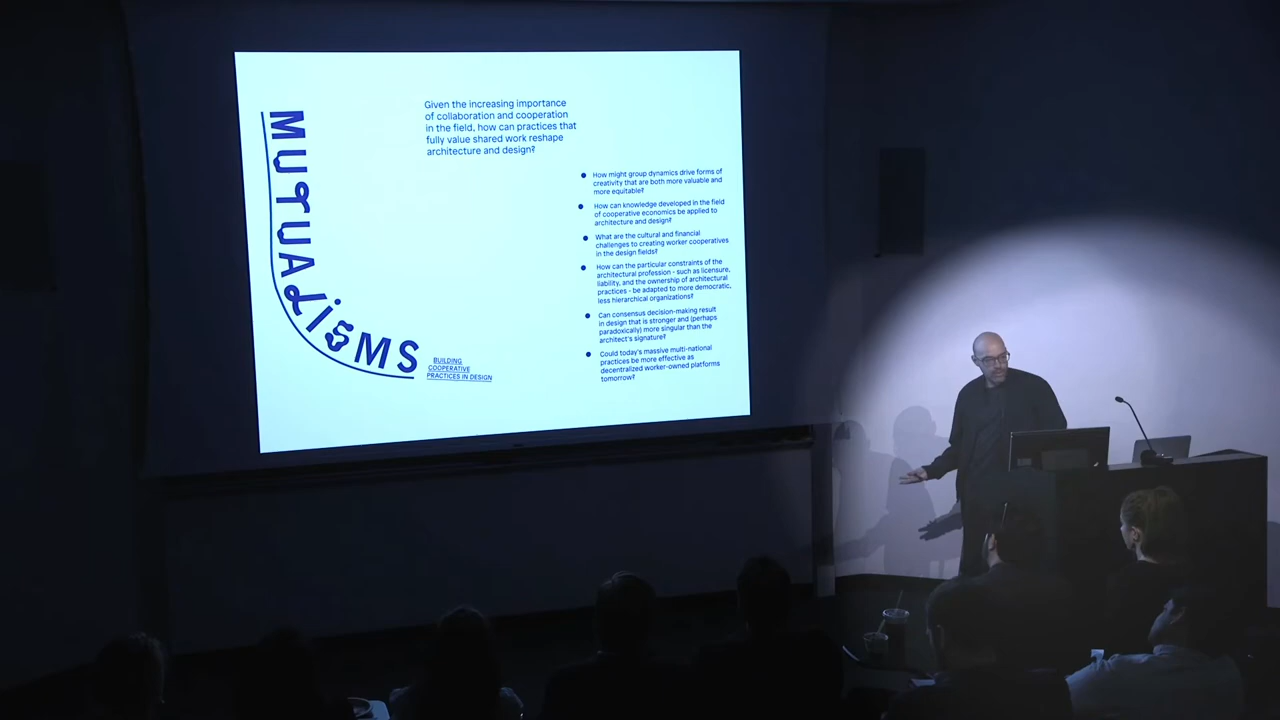 MUTUALISMS
BUILDING
COOPERATIVE
PRACTICES IN DESIGN
Given the increasing importance
of collaboration and cooperation
in the field, how can practices that
fully value shared work reshape
architecture and design?
How might group dynamics drive forms of
creativity that are both more valuable and
more equitable?
How can knowledge developed in the field
of cooperative economics be applied to
architecture and design?
What are the cultural and financial
challenges to creating worker cooperatives
in the design fields?
How can the particular constraints of the
architectural profession - such as licensure,
liability, and the ownership of architectural
practices - be adapted to more democratic,
less hierarchical organizations?
Can consensus decision-making result
in design that is stronger and (perhaps
paradoxically) more singular than the
architect's signature?
Could today's massive multi-national
practices be more effective as
decentralized worker-owned platforms
tomorrow?